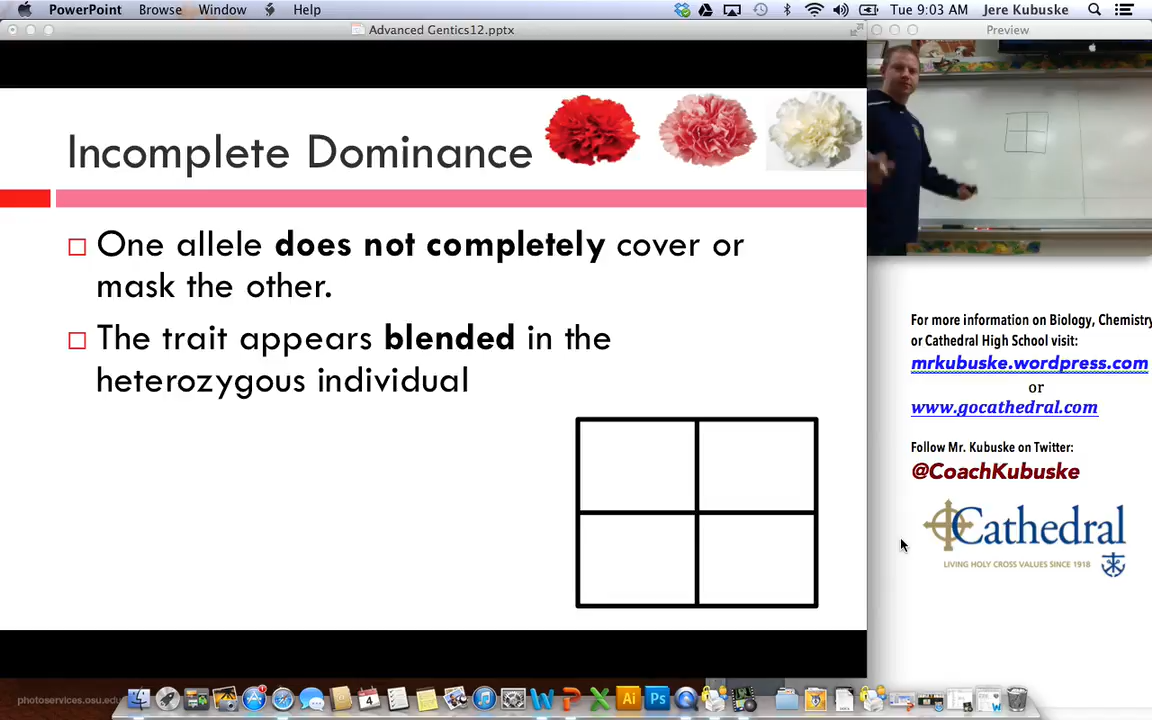 PowerPoint Browse Window Help Tue 9:03 AM Jere Kubuske
Advanced Gentics12.pptx
Preview
Incomplete Dominance
One allele does not completely cover or
mask the other.
The trait appears blended in the
heterozygous individual
For more information on Biology, Chemistry
or Cathedral High School visit:
mrkubuske.wordpress.com
or
www.gocathedral.com
Follow Mr. Kubuske on Twitter:
@CoachKubuske
Cathedral
LIVING HOLY CROSS VALUES SINCE 1918
photoservices.osu.edu